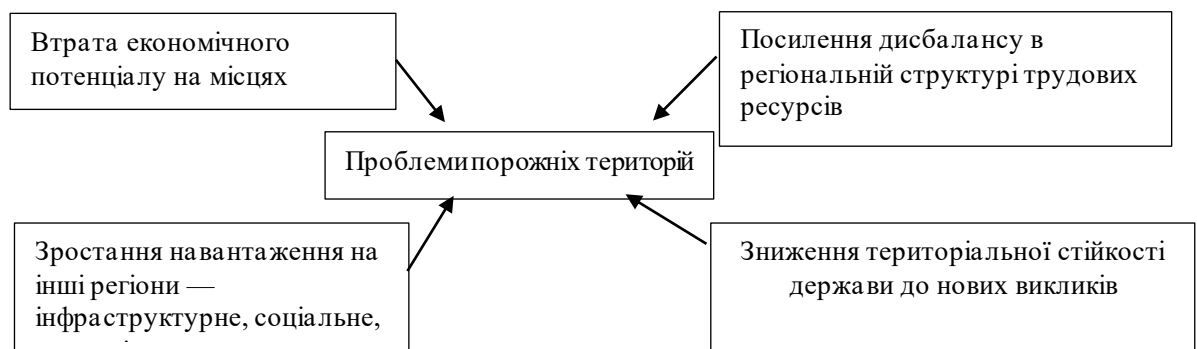 Втрата економічного
потенціалу на місцях
Посилення дисбалансу в
регіональній структурі трудових
ресурсів
Проблеми порожніх територій
Зростання навантаження на
інші регіони —
інфраструктурне, соціальне,
Зниження територіальної стійкості
держави до нових викликів